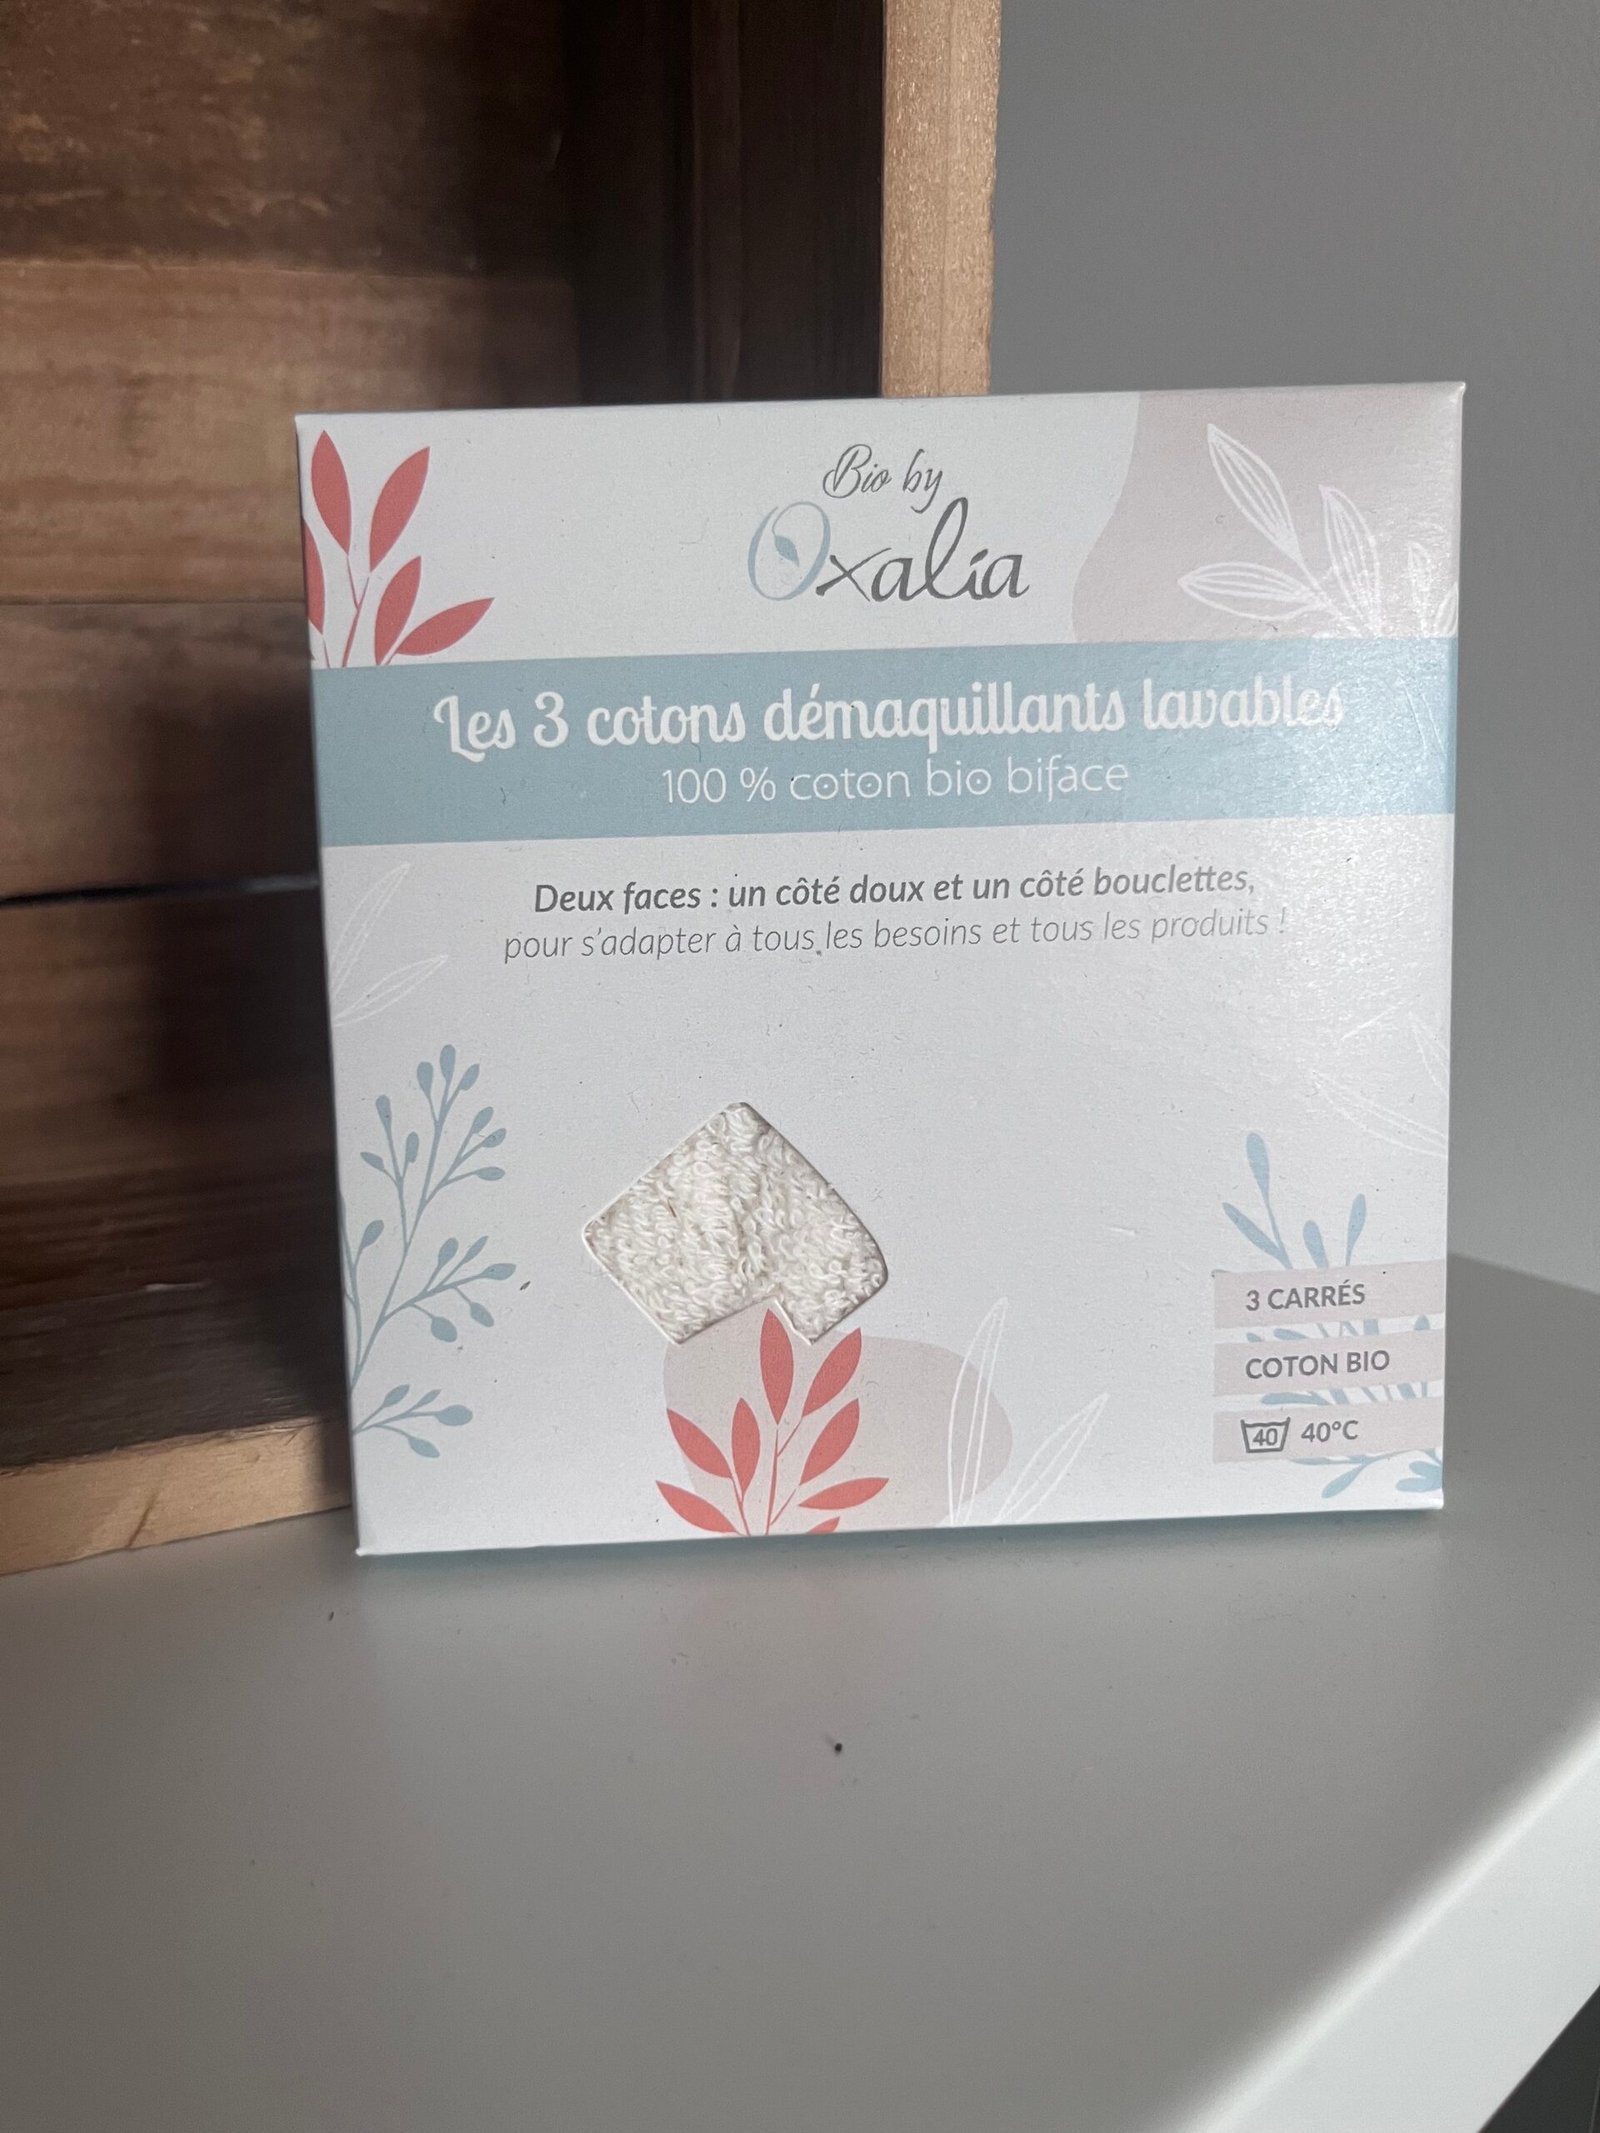 Bio by
Oxalia
Les 3 cotons démaquillants lavables
100 % coton bio biface
Deux faces : un côté doux et un côté bouclettes,
pour s'adapter à tous les besoins et tous les produits !
3 CARRÉS
COTON BIO
40 40°C